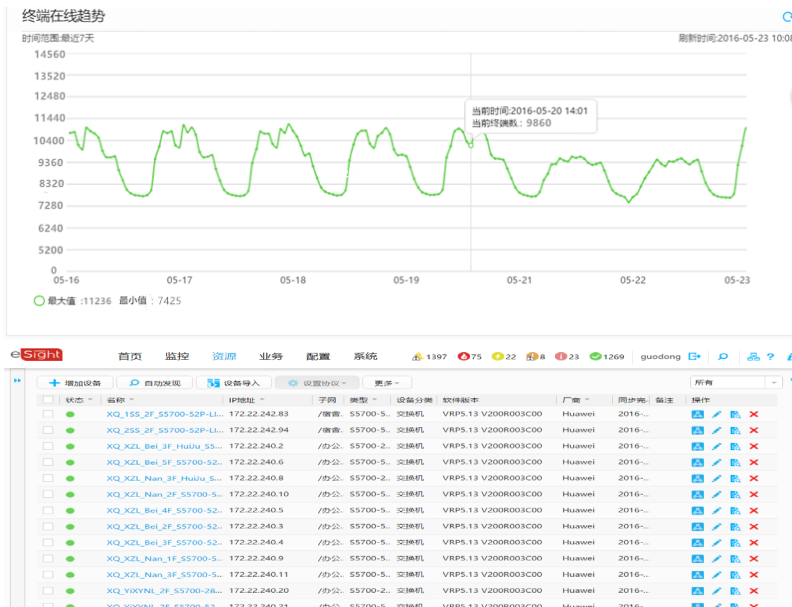 终端在线趋势
时间范围:最近7天 刷新时间:2016-05-23 10:08
14560
13520
12480
11440
10400
9360
8320
7280
6240
5200
0
当前时间:2016-05-20 14:01
当前终端数: 9860
05-16 05-17 05-18 05-19 05-21 05-22 05-23
最大值 :11236 最小值 : 7425
eSight 首页 监控 资源 业务 配置 系统 1397 75 22 8 23 1269 guodong ?
增加设备 自动发现 设备导入 设置协议 更多 所有
状态 名称 IP地址 子网 类型 设备分类 软件版本 厂商 同步完.. 备注 操作
XQ_1SS_2F_S5700-52P-LI... 172.22.242.83 /宿舍.. S5700-5.. 交换机 VRP5.13 V200R003C00 Huawei 2016-...
XQ_2SS_2F_S5700-52P-LI... 172.22.242.94 /宿舍.. S5700-5.. 交换机 VRP5.13 V200R003C00 Huawei 2016-...
XQ_XZL_Bei_3F_HuiJu_S5... 172.22.240.2 /办公.. S5700-2.. 交换机 VRP5.13 V200R003C00 Huawei 2016-...
XQ_XZL_Bei_5F_S5700-52... 172.22.240.6 /办公.. S5700-5.. 交换机 VRP5.13 V200R003C00 Huawei 2016-...
XQ_XZL_Nan_3F_HuiJu_S... 172.22.240.8 /办公.. S5700-2.. 交换机 VRP5.13 V200R003C00 Huawei 2016-...
XQ_XZL_Nan_2F_S5700-5... 172.22.240.10 /办公.. S5700-5.. 交换机 VRP5.13 V200R003C00 Huawei 2016-...
XQ_XZL_Bei_4F_S5700-52... 172.22.240.5 /办公.. S5700-5.. 交换机 VRP5.13 V200R003C00 Huawei 2016-...
XQ_XZL_Bei_2F_S5700-52... 172.22.240.3 /办公.. S5700-5.. 交换机 VRP5.13 V200R003C00 Huawei 2016-...
XQ_XZL_Bei_3F_S5700-52... 172.22.240.4 /办公.. S5700-5.. 交换机 VRP5.13 V200R003C00 Huawei 2016-...
XQ_XZL_Nan_1F_S5700-5... 172.22.240.9 /办公.. S5700-5.. 交换机 VRP5.13 V200R003C00 Huawei 2016-...
XQ_XZL_Nan_3F_S5700-5... 172.22.240.11 /办公.. S5700-5.. 交换机 VRP5.13 V200R003C00 Huawei 2016-...
XQ_YiXYNL_2F_S5700-28... 172.22.240.20 /办公.. S5700-2.. 交换机 VRP5.13 V200R003C00 Huawei 2016-...